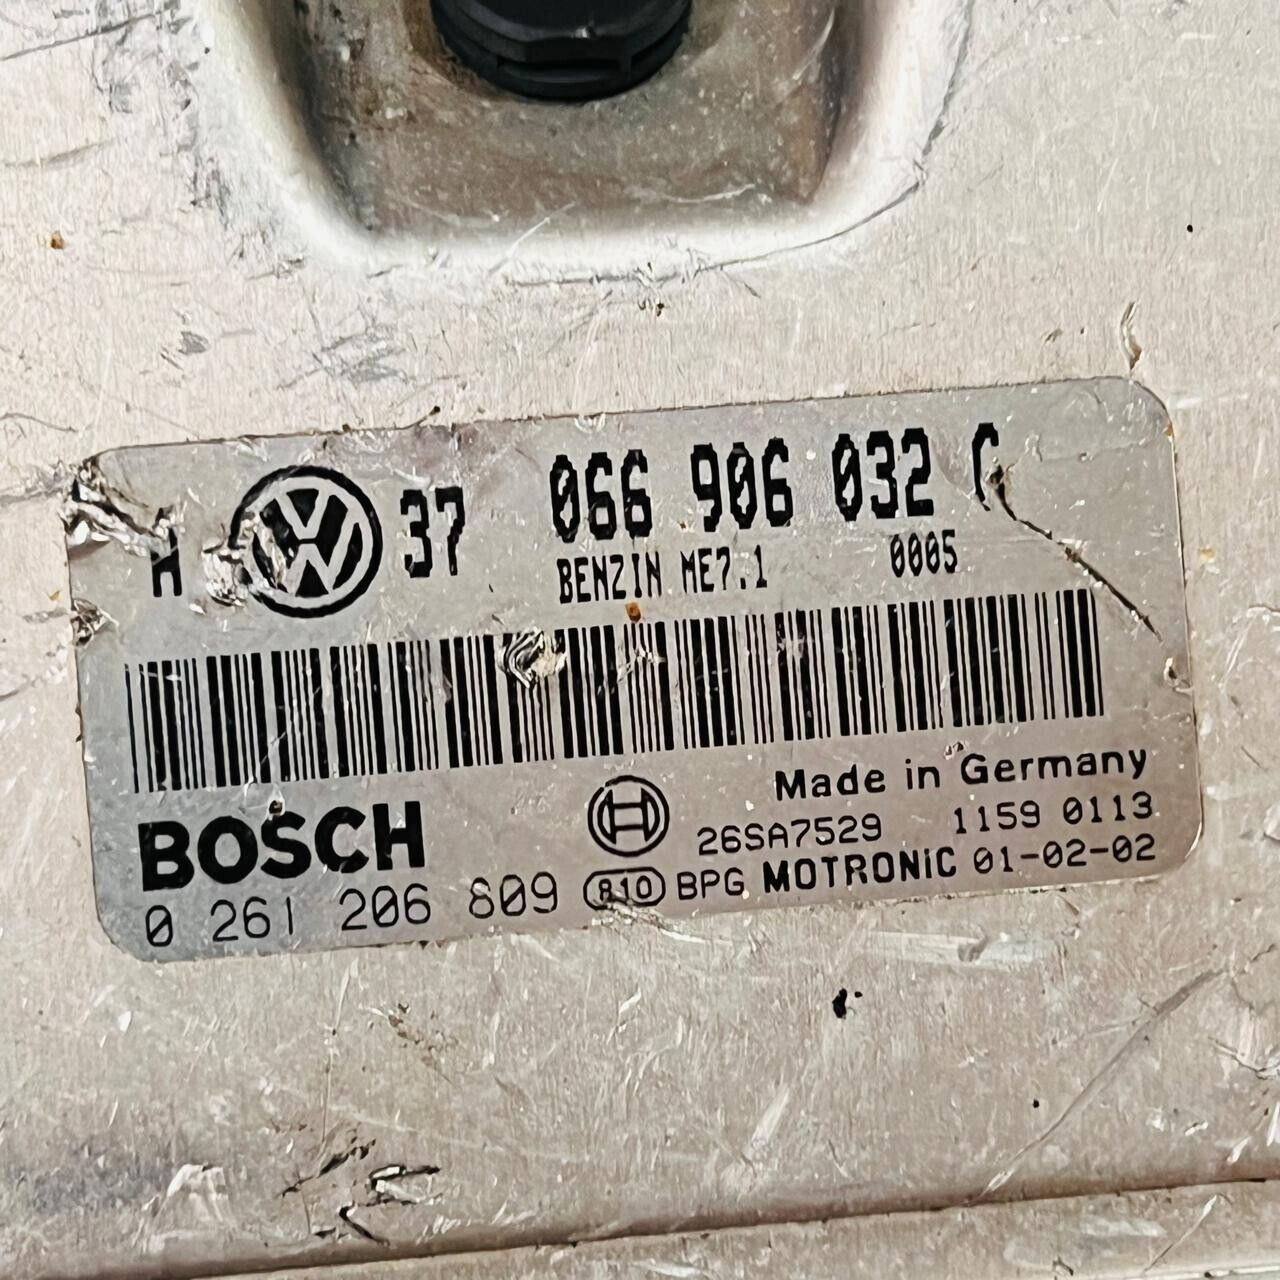 H VW 37 066 906 032 C
BENZIN ME7.1 0005
Made in Germany
BOSCH 26SA7529 1159 0113
0 261 206 809 810 BPG MOTRONiC 01-02-02